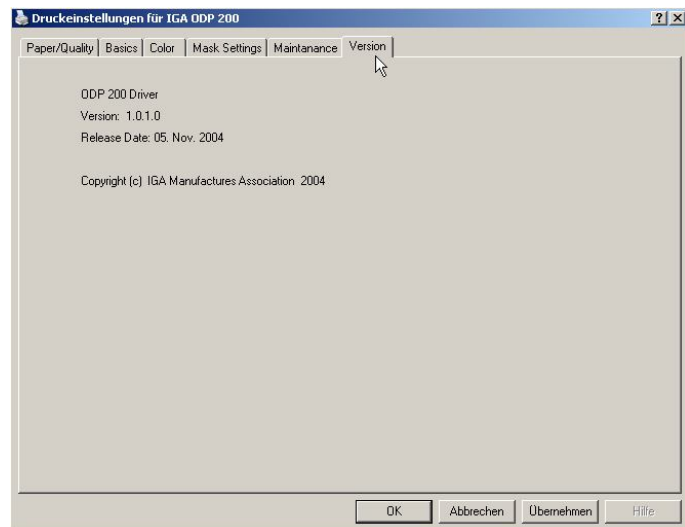 Druckeinstellungen für IGA ODP 200
Paper/Quality Basics Color Mask Settings Maintanance Version
ODP 200 Driver
Version: 1.0.1.0
Release Date: 05. Nov. 2004
Copyright (c) IGA Manufactures Association 2004
OK Abbrechen Übernehmen Hilfe